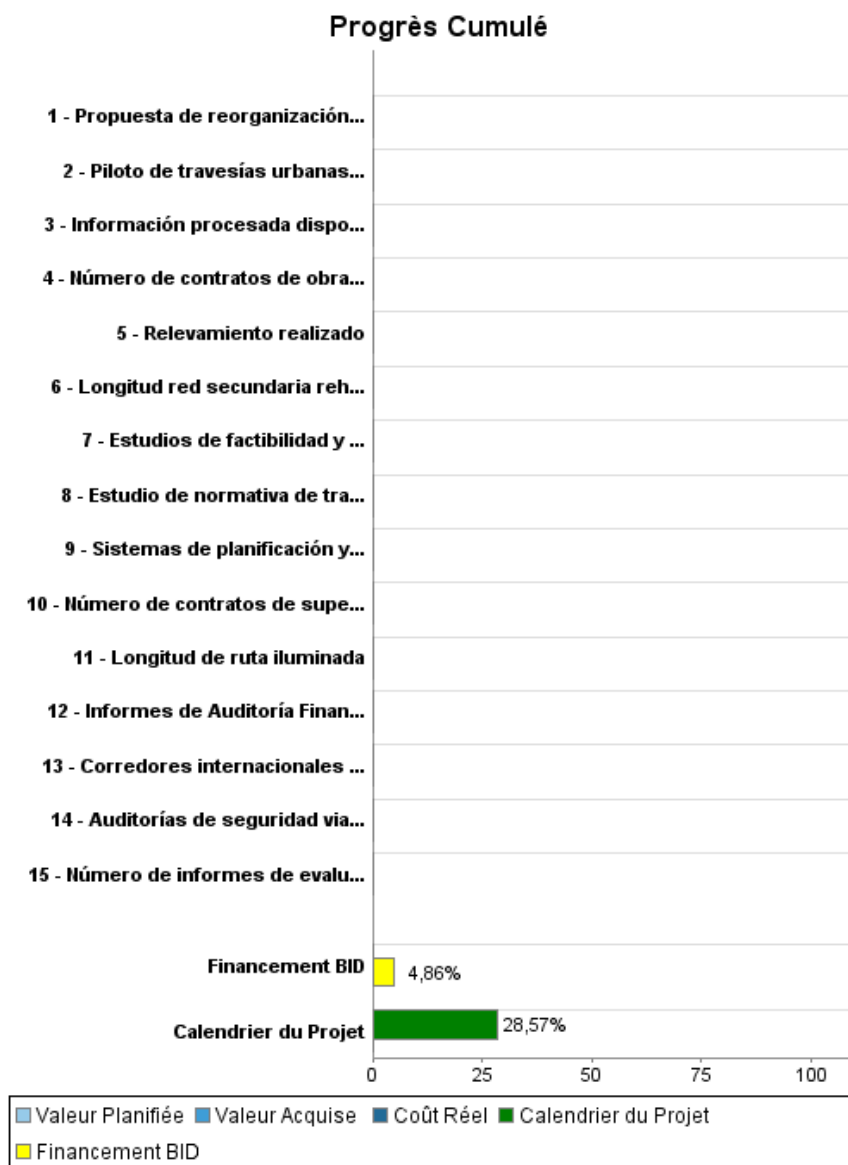 Progrès Cumulé
1 - Propuesta de reorganización...
2 - Piloto de travesías urbanas...
3 - Información procesada dispo...
4 - Número de contratos de obra...
5 - Relevamiento realizado
6 - Longitud red secundaria reh...
7 - Estudios de factibilidad y ...
8 - Estudio de normativa de tra...
9 - Sistemas de planificación y...
10 - Número de contratos de supe...
11 - Longitud de ruta iluminada
12 - Informes de Auditoría Finan...
13 - Corredores internacionales ...
14 - Auditorías de seguridad via...
15 - Número de informes de evalu...
Financement BID 4,86%
Calendrier du Projet 28,57%
0 25 50 75 100
Valeur Planifiée Valeur Acquise Coût Réel Calendrier du Projet
Financement BID